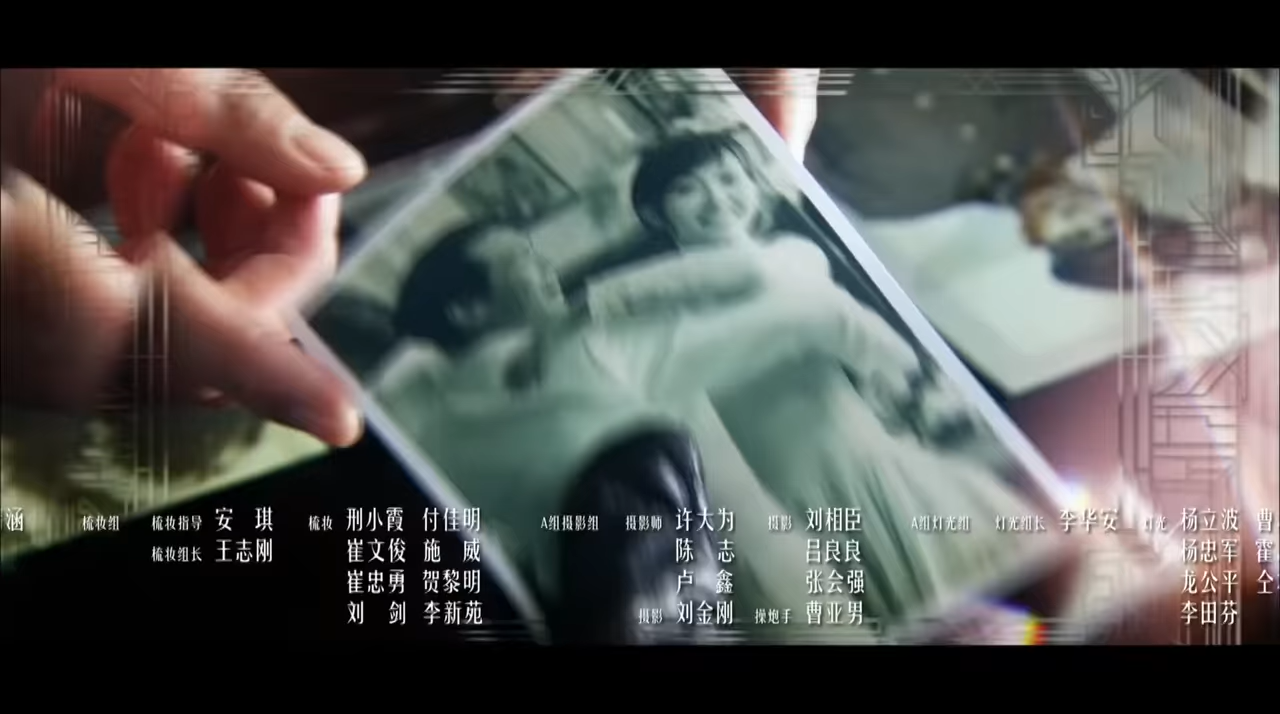 涵 梳妆组 梳妆指导 安 琪 梳妆 刑小霞 付佳明 A组摄影组 摄影师 许大为 摄影 刘相臣 A组灯光组 灯光组长 李华安 灯光 杨立波 曹
梳妆组长 王志刚 崔文俊 施 威 陈 志 吕良良 杨忠军 霍
崔忠勇 贺黎明 卢 鑫 张会强 龙公平 仝
刘 剑 李新苑 摄影 刘金刚 操炮手 曹亚男 李田芬